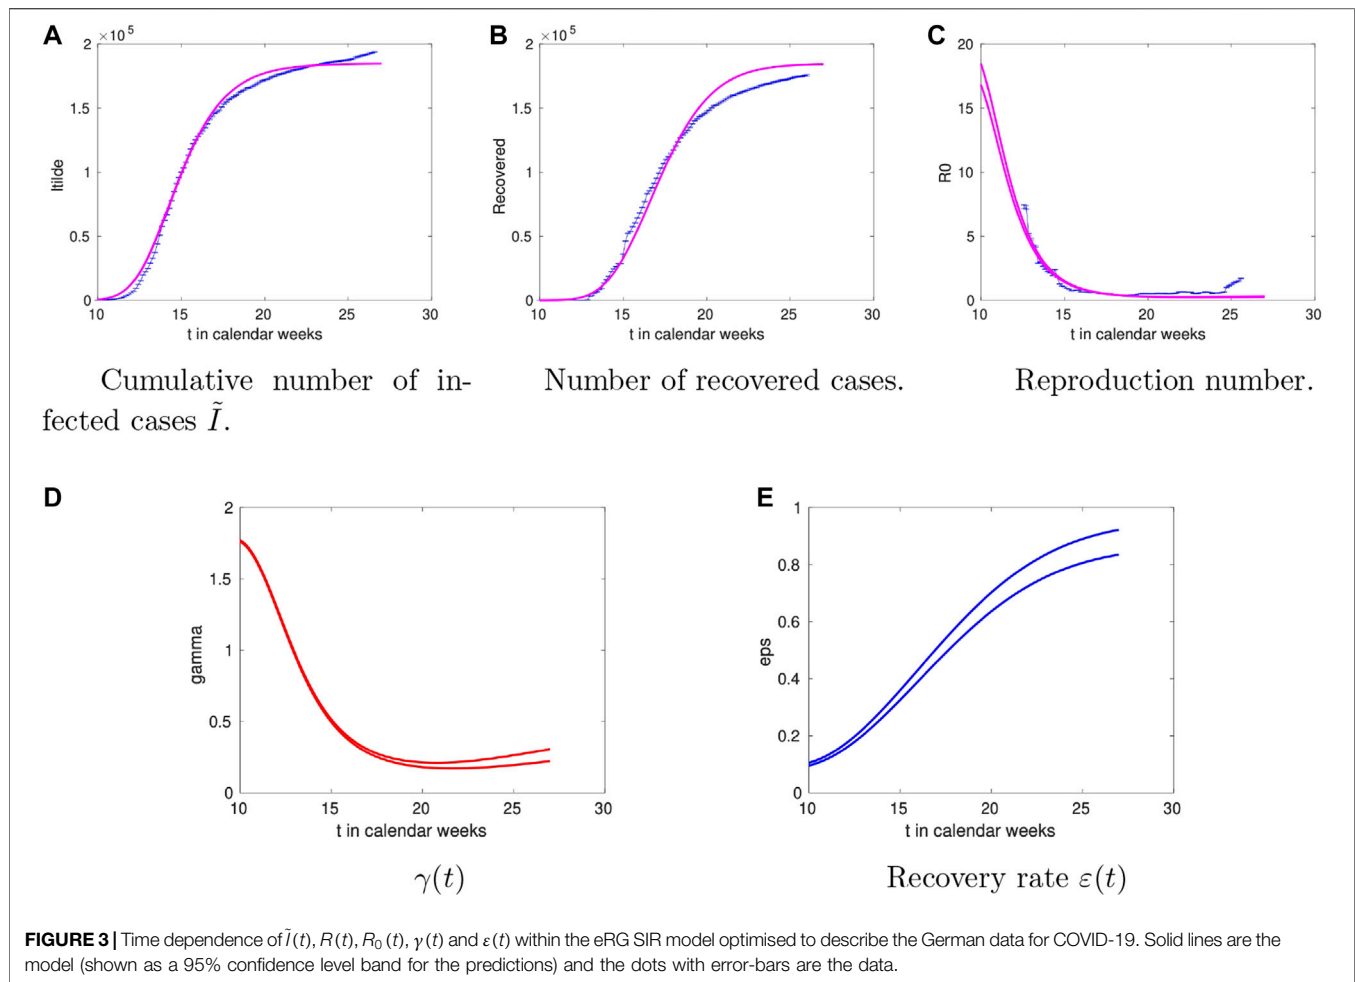 A
×10⁵
2
1.5
1
0.5
0
Itilde
10 15 20 25 30
t in calendar weeks
Cumulative number of in-
fected cases Ĩ.
B
×10⁵
2
1.5
1
0.5
0
Recovered
10 15 20 25 30
t in calendar weeks
Number of recovered cases.
C
20
15
10
5
0
R0
10 15 20 25 30
t in calendar weeks
Reproduction number.
D
2
1.5
1
0.5
0
gamma
10 15 20 25 30
t in calendar weeks
γ(t)
E
1
0.8
0.6
0.4
0.2
0
eps
10 15 20 25 30
t in calendar weeks
Recovery rate ε(t)
FIGURE 3 | Time dependence of Ĩ(t), R(t), R₀(t), γ(t) and ε(t) within the eRG SIR model optimised to describe the German data for COVID-19. Solid lines are the
model (shown as a 95% confidence level band for the predictions) and the dots with error-bars are the data.